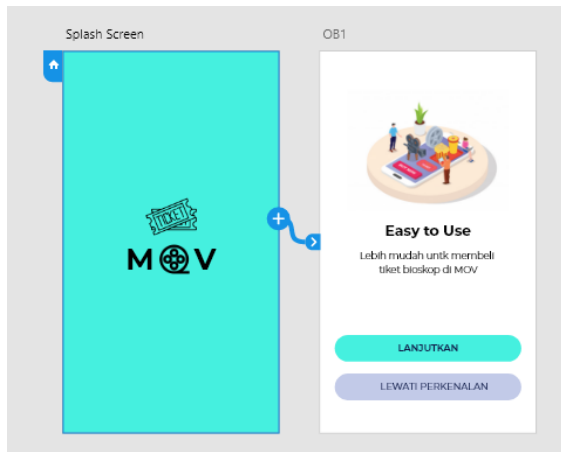 Splash Screen
OB1
TICKET
M V
Easy to Use
Lebih mudah untk membeli
tiket bioskop di MOV
LANJUTKAN
LEWATI PERKENALAN